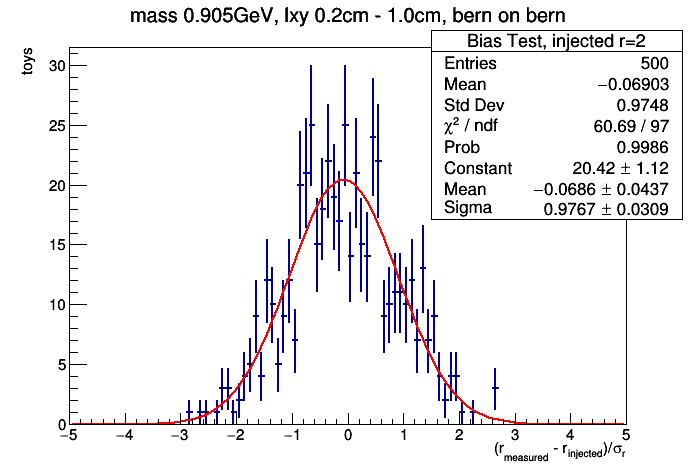 mass 0.905GeV, lxy 0.2cm - 1.0cm, bern on bern
Bias Test, injected r=2
Entries 500
Mean −0.06903
Std Dev 0.9748
χ² / ndf 60.69 / 97
Prob 0.9986
Constant 20.42 ± 1.12
Mean −0.0686 ± 0.0437
Sigma 0.9767 ± 0.0309
toys
30
25
20
15
10
5
0
−5 −4 −3 −2 −1 0 1 2 3 4 5
(r_measured - r_injected)/σ_r